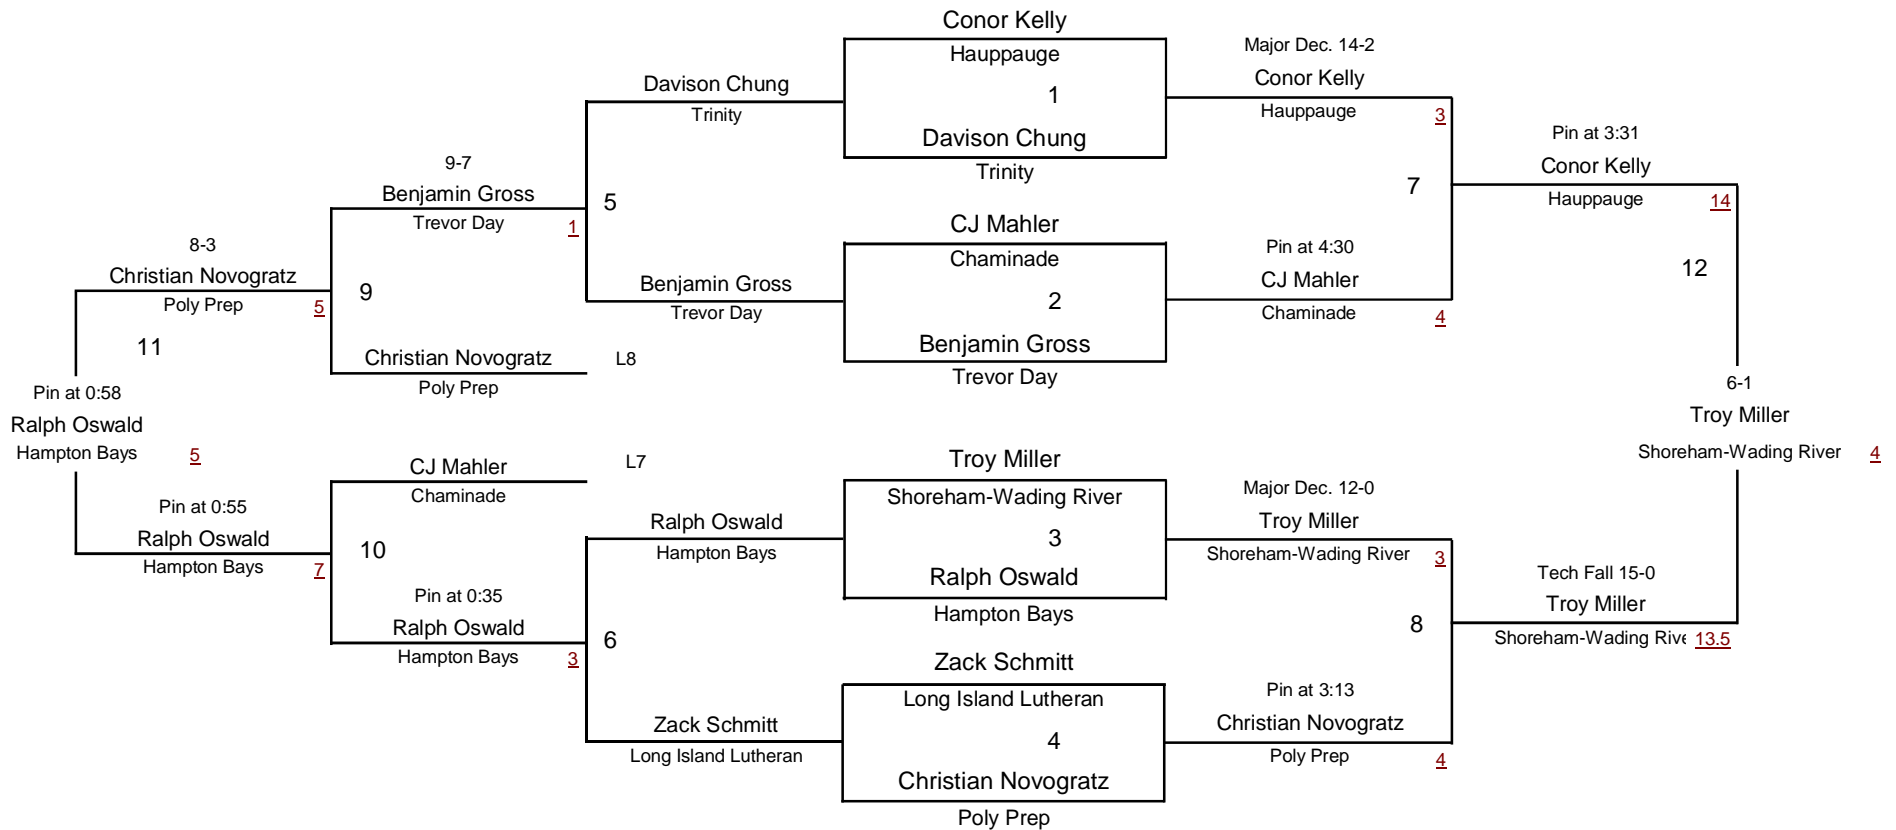 Conor Kelly
Hauppauge
1
Davison Chung
Trinity
Major Dec. 14-2
Conor Kelly
Hauppauge
3
Davison Chung
Trinity
9-7
Benjamin Gross
Trevor Day
1
5
Pin at 3:31
Conor Kelly
Hauppauge
14
7
CJ Mahler
Chaminade
2
Benjamin Gross
Trevor Day
Pin at 4:30
CJ Mahler
Chaminade
4
12
8-3
Christian Novogratz
Poly Prep
5
9
Benjamin Gross
Trevor Day
11
Christian Novogratz
L8
Poly Prep
Pin at 0:58
Ralph Oswald
Hampton Bays
5
6-1
Troy Miller
Shoreham-Wading River
4
CJ Mahler
L7
Chaminade
Troy Miller
Shoreham-Wading River
3
Ralph Oswald
Hampton Bays
Major Dec. 12-0
Troy Miller
Shoreham-Wading River
3
Pin at 0:55
Ralph Oswald
Hampton Bays
7
10
Ralph Oswald
Hampton Bays
Pin at 0:35
Ralph Oswald
Hampton Bays
3
6
Tech Fall 15-0
Troy Miller
Shoreham-Wading Rive
13.5
8
Zack Schmitt
Long Island Lutheran
4
Christian Novogratz
Poly Prep
Zack Schmitt
Long Island Lutheran
Pin at 3:13
Christian Novogratz
Poly Prep
4